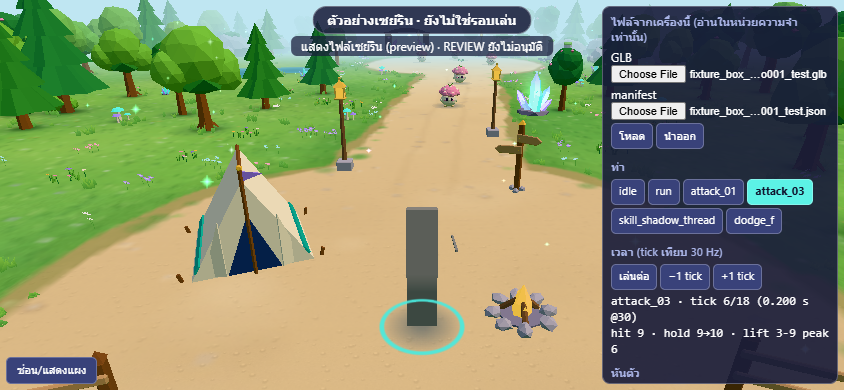 ตัวอย่างเซย์ริน · ยังไม่ใช่รอบเล่น
แสดงไฟล์เซย์ริน (preview) · REVIEW ยังไม่อนุมัติ
ไฟล์จากเครื่องนี้ (อ่านในหน่วยความจำ
เท่านั้น)
GLB
Choose File fixture_box_...o001_test.glb
manifest
Choose File fixture_box_...001_test.json
โหลด นำออก
ท่า
idle run attack_01 attack_03
skill_shadow_thread dodge_f
เวลา (tick เทียบ 30 Hz)
เล่นต่อ −1 tick +1 tick
attack_03 · tick 6/18 (0.200 s
@30)
hit 9 · hold 9→10 · lift 3-9 peak
6
หันตัว
ซ่อน/แสดงแผง